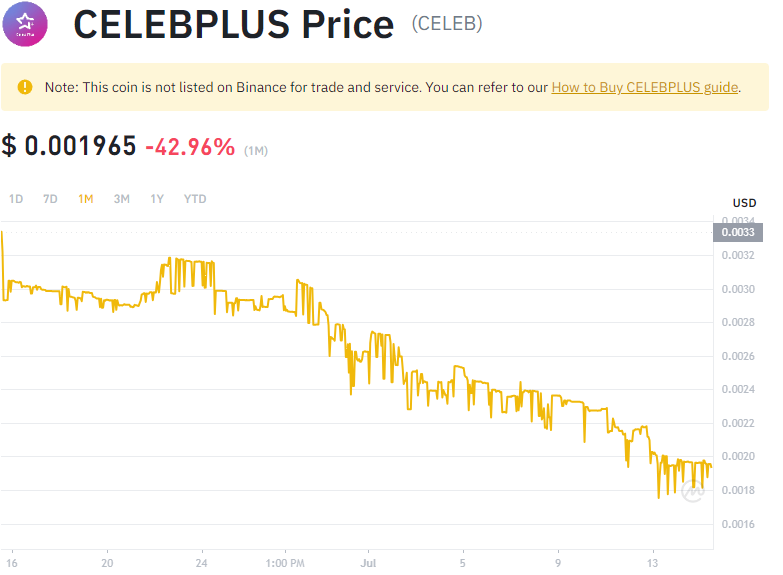 CELEBPLUS Price (CELEB)
Note: This coin is not listed on Binance for trade and service. You can refer to our How to Buy CELEBPLUS guide.
$ 0.001965 -42.96% (1M)
1D 7D 1M 3M 1Y YTD
USD
0.0034
0.0033
0.0032
0.0030
0.0028
0.0026
0.0024
0.0022
0.0020
0.0018
0.0016
16 20 24 1:00 PM Jul 5 9 13